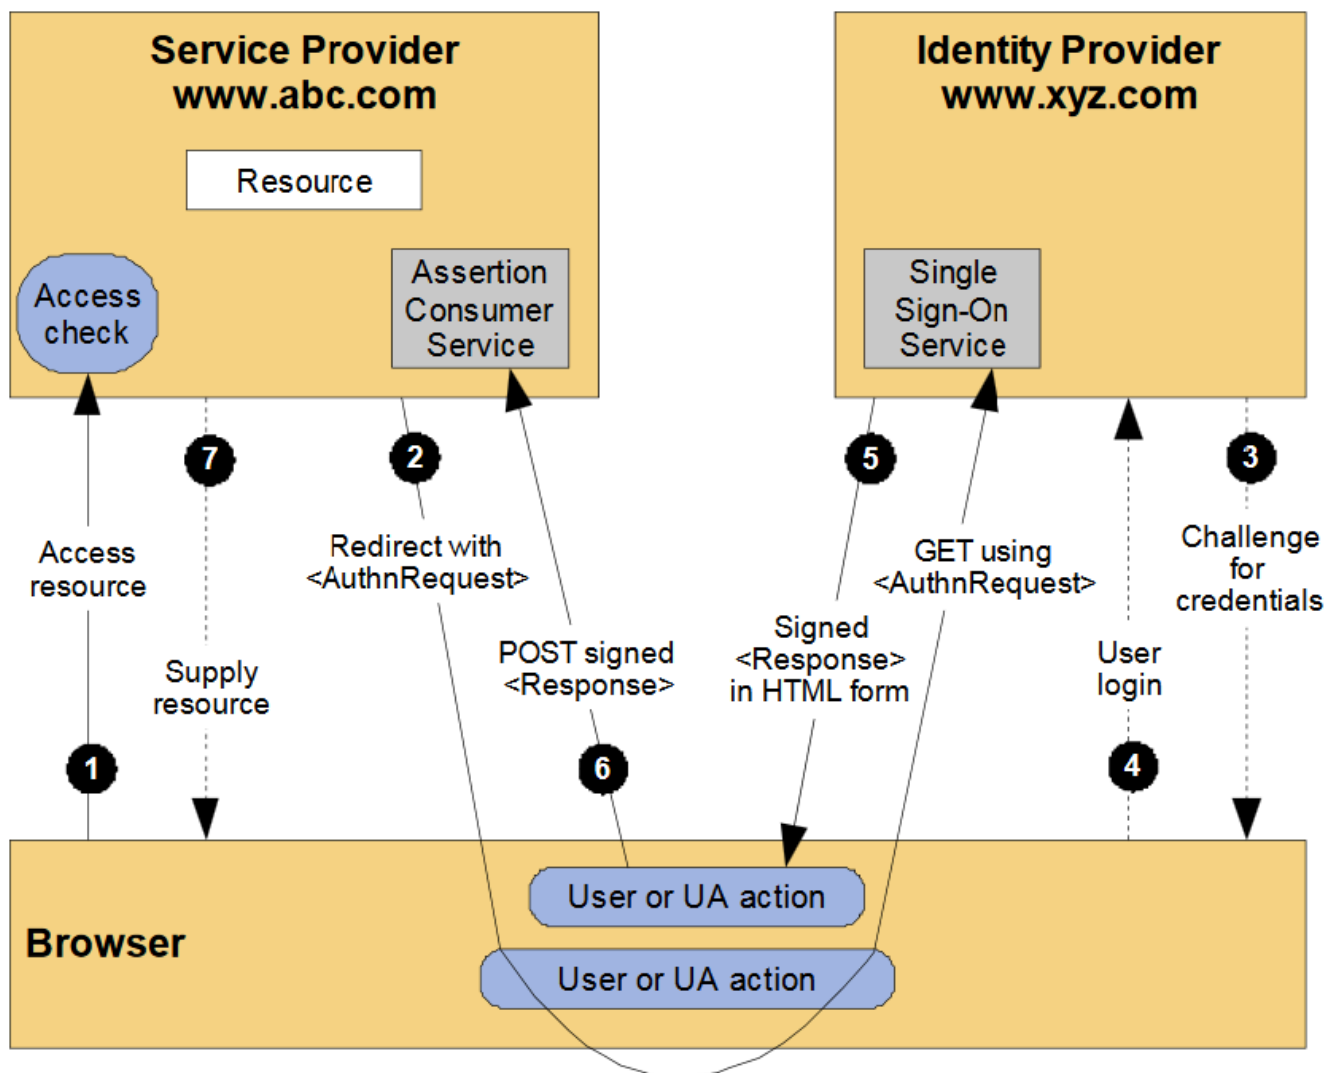 Service Provider
www.abc.com
Identity Provider
www.xyz.com
Resource
Access
check
Assertion
Consumer
Service
Single
Sign-On
Service
7
2
5
3
Access
resource
Redirect with
<AuthnRequest>
GET using
<AuthnRequest>
Challenge
for
credentials
Supply
resource
POST signed
<Response>
Signed
<Response>
in HTML form
User
login
1
6
4
User or UA action
Browser
User or UA action